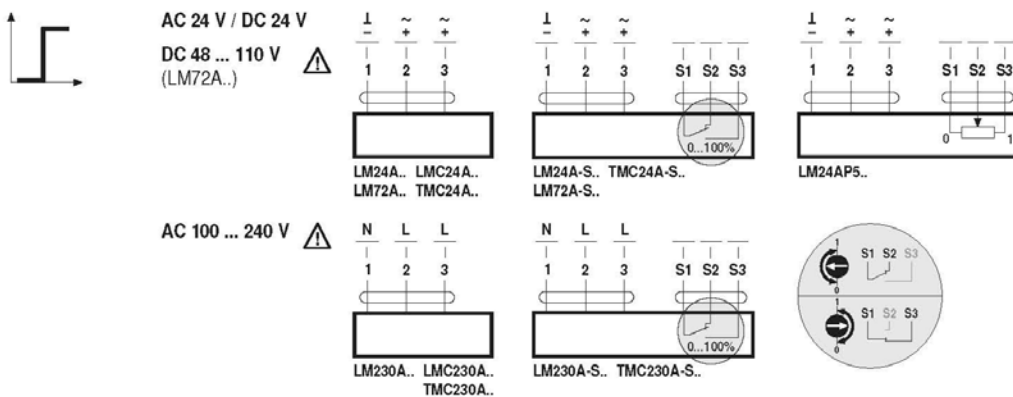 AC 24 V / DC 24 V
DC 48 ... 110 V
(LM72A..)
⊥ ~ ~
– + +
1 2 3
LM24A.. LMC24A..
LM72A.. TMC24A..
⊥ ~ ~
– + +
1 2 3 S1 S2 S3
0...100%
LM24A-S.. TMC24A-S..
LM72A-S..
⊥ ~ ~
– + +
1 2 3 S1 S2 S3
0 1
LM24AP5..
AC 100 ... 240 V
N L L
1 2 3
LM230A.. LMC230A..
TMC230A..
N L L
1 2 3 S1 S2 S3
0...100%
LM230A-S.. TMC230A-S..
1
S1 S2 S3
0
1
S1 S2 S3
0